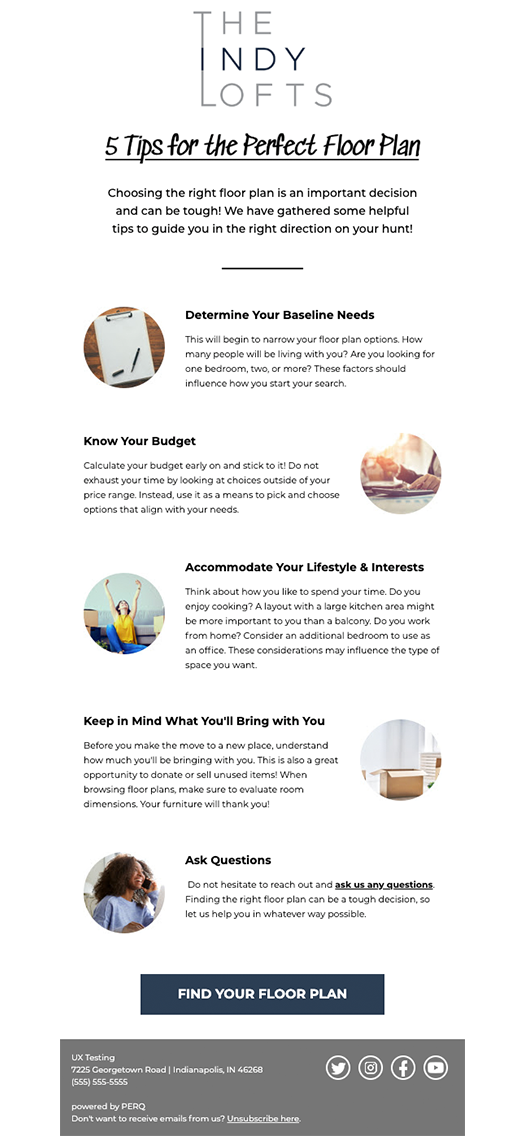 THE
INDY
LOFTS
5 Tips for the Perfect Floor Plan
Choosing the right floor plan is an important decision
and can be tough! We have gathered some helpful
tips to guide you in the right direction on your hunt!
Determine Your Baseline Needs
This will begin to narrow your floor plan options. How
many people will be living with you? Are you looking for
one bedroom, two, or more? These factors should
influence how you start your search.
Know Your Budget
Calculate your budget early on and stick to it! Do not
exhaust your time by looking at choices outside of your
price range. Instead, use it as a means to pick and choose
options that align with your needs.
Accommodate Your Lifestyle & Interests
Think about how you like to spend your time. Do you
enjoy cooking? A layout with a large kitchen area might
be more important to you than a balcony. Do you work
from home? Consider an additional bedroom to use as
an office. These considerations may influence the type of
space you want.
Keep in Mind What You'll Bring with You
Before you make the move to a new place, understand
how much you'll be bringing with you. This is also a great
opportunity to donate or sell unused items! When
browsing floor plans, make sure to evaluate room
dimensions. Your furniture will thank you!
Ask Questions
Do not hesitate to reach out and ask us any questions.
Finding the right floor plan can be a tough decision, so
let us help you in whatever way possible.
FIND YOUR FLOOR PLAN
UX Testing
7225 Georgetown Road | Indianapolis, IN 46268
(555) 555-5555
powered by PERQ
Don't want to receive emails from us? Unsubscribe here.